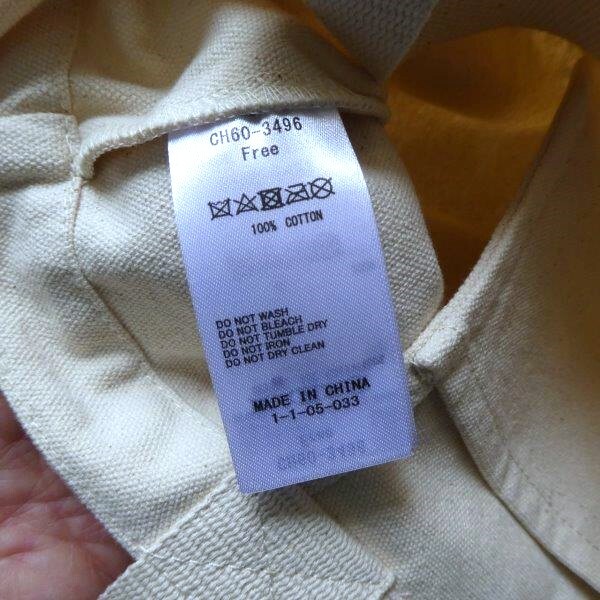 CH60-3496
Free
100% COTTON
DO NOT WASH
DO NOT BLEACH
DO NOT TUMBLE DRY
DO NOT IRON
DO NOT DRY CLEAN
MADE IN CHINA
1-1-05-033